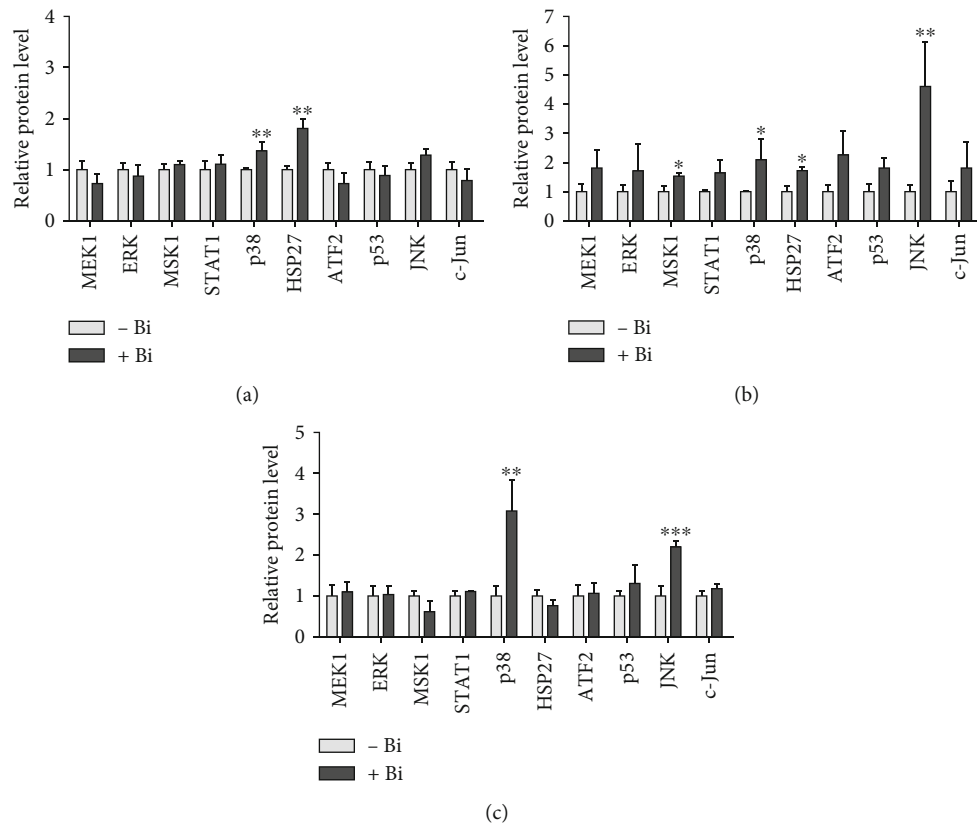 4
3
2
1
0
Relative protein level
**
**
MEK1
ERK
MSK1
STAT1
p38
HSP27
ATF2
p53
JNK
c-Jun
– Bi
+ Bi
(a)
7
6
5
4
3
2
1
0
Relative protein level
*
*
*
**
MEK1
ERK
MSK1
STAT1
p38
HSP27
ATF2
p53
JNK
c-Jun
– Bi
+ Bi
(b)
5
4
3
2
1
0
Relative protein level
**
***
MEK1
ERK
MSK1
STAT1
p38
HSP27
ATF2
p53
JNK
c-Jun
– Bi
+ Bi
(c)